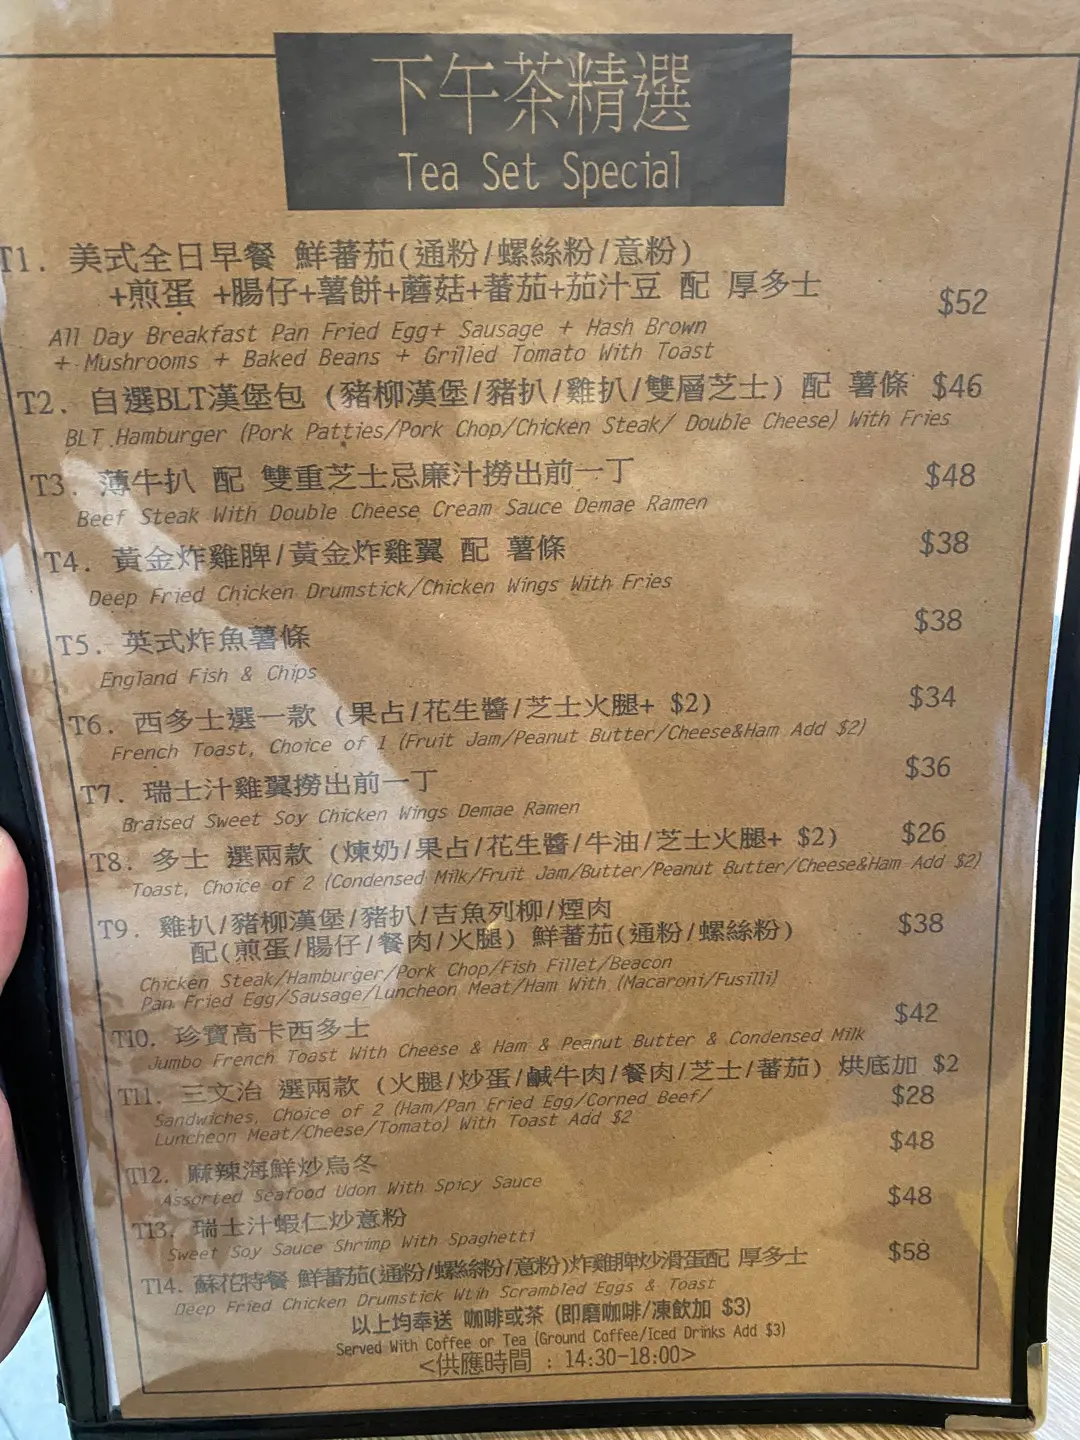 下午茶精選
Tea Set Special
T1. 美式全日早餐 鮮蕃茄(通粉/螺絲粉/意粉)
+煎蛋 +腸仔+薯餅+蘑菇+蕃茄+茄汁豆 配 厚多士 $52
All Day Breakfast Pan Fried Egg+ Sausage + Hash Brown
+ Mushrooms + Baked Beans + Grilled Tomato With Toast
T2. 自選BLT漢堡包 (豬柳漢堡/豬扒/雞扒/雙層芝士) 配 薯條 $46
BLT Hamburger (Pork Patties/Pork Chop/Chicken Steak/ Double Cheese) With Fries
T3. 薄牛扒 配 雙重芝士忌廉汁撈出前一丁 $48
Beef Steak With Double Cheese Cream Sauce Demae Ramen
T4. 黃金炸雞脾/黃金炸雞翼 配 薯條 $38
Deep Fried Chicken Drumstick/Chicken Wings With Fries
T5. 英式炸魚薯條 $38
England Fish & Chips
T6. 西多士選一款 (果占/花生醬/芝士火腿+ $2) $34
French Toast, Choice of 1 (Fruit Jam/Peanut Butter/Cheese&Ham Add $2)
T7. 瑞士汁雞翼撈出前一丁 $36
Braised Sweet Soy Chicken Wings Demae Ramen
T8. 多士 選兩款 (煉奶/果占/花生醬/牛油/芝士火腿+ $2) $26
Toast, Choice of 2 (Condensed Milk/Fruit Jam/Butter/Peanut Butter/Cheese&Ham Add $2)
T9. 雞扒/豬柳漢堡/豬扒/吉魚列柳/煙肉
配(煎蛋/腸仔/餐肉/火腿) 鮮蕃茄(通粉/螺絲粉) $38
Chicken Steak/Hamburger/Pork Chop/Fish Fillet/Beacon
Pan Fried Egg/Sausage/Luncheon Meat/Ham With (Macaroni/Fusilli)
T10. 珍寶高卡西多士 $42
Jumbo French Toast With Cheese & Ham & Peanut Butter & Condensed Milk
T11. 三文治 選兩款 (火腿/炒蛋/鹹牛肉/餐肉/芝士/蕃茄) 烘底加 $2
Sandwiches, Choice of 2 (Ham/Pan Fried Egg/Corned Beef/ $28
Luncheon Meat/Cheese/Tomato) With Toast Add $2
T12. 麻辣海鮮炒烏冬 $48
Assorted Seafood Udon With Spicy Sauce
T13. 瑞士汁蝦仁炒意粉 $48
Sweet Soy Sauce Shrimp With Spaghetti
T14. 蘇花特餐 鮮蕃茄(通粉/螺絲粉/意粉)炸雞脾炒滑蛋配 厚多士 $58
Deep Fried Chicken Drumstick With Scrambled Eggs & Toast
以上均奉送 咖啡或茶 (即磨咖啡/凍飲加 $3)
Served With Coffee or Tea (Ground Coffee/Iced Drinks Add $3)
<供應時間 : 14:30-18:00>